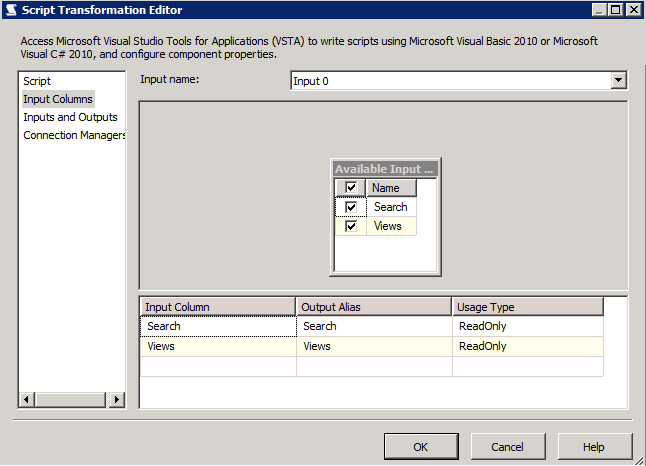 Script Transformation Editor
Access Microsoft Visual Studio Tools for Applications (VSTA) to write scripts using Microsoft Visual Basic 2010 or Microsoft
Visual C# 2010, and configure component properties.
Script
Input Columns
Inputs and Outputs
Connection Managers
Input name:
Input 0
Available Input ...
Name
Search
Views
Input Column Output Alias Usage Type
Search Search ReadOnly
Views Views ReadOnly
OK Cancel Help